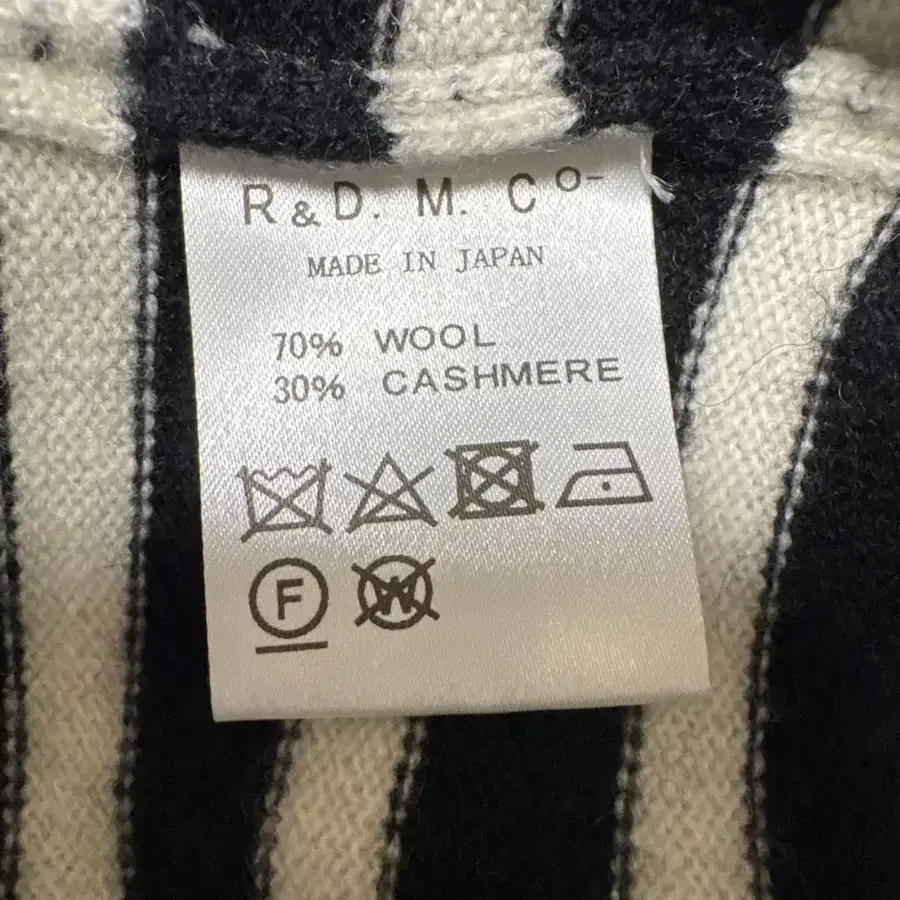 R & D. M. Co-
MADE IN JAPAN
70% WOOL
30% CASHMERE
F W